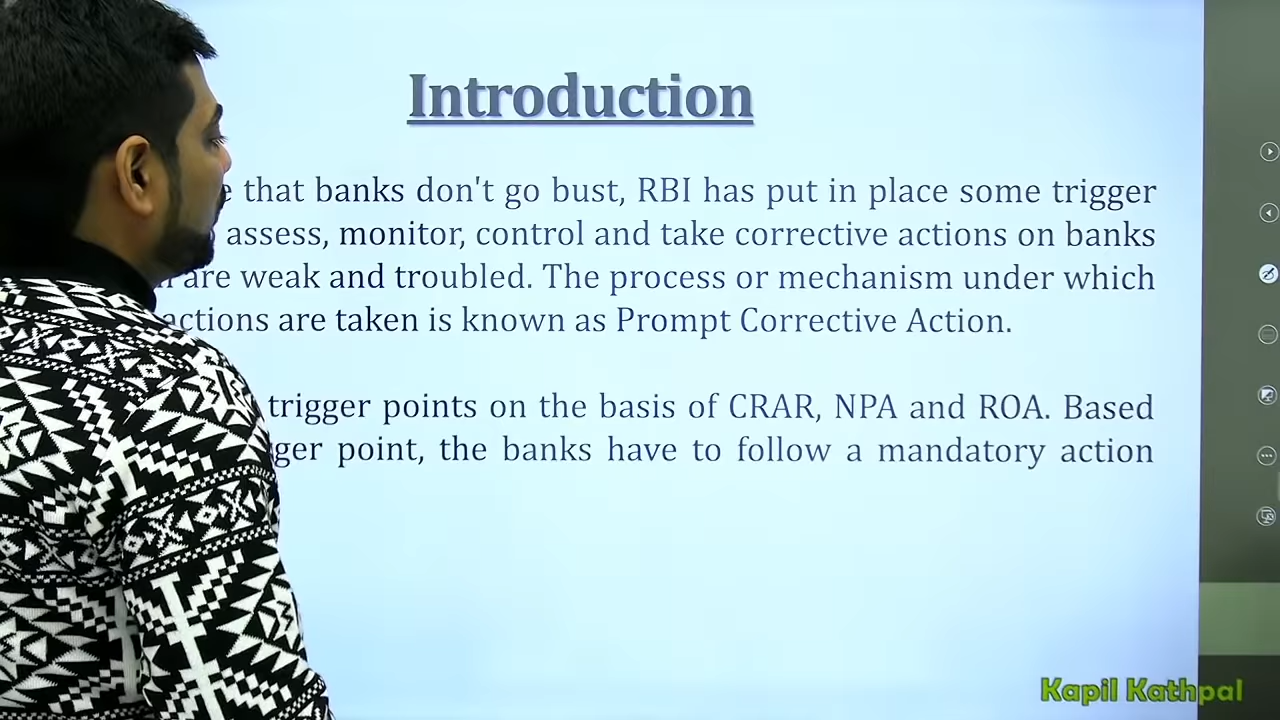 Introduction
that banks don't go bust, RBI has put in place some trigger
assess, monitor, control and take corrective actions on banks
are weak and troubled. The process or mechanism under which
actions are taken is known as Prompt Corrective Action.
trigger points on the basis of CRAR, NPA and ROA. Based
point, the banks have to follow a mandatory action
Kapil Kathpal